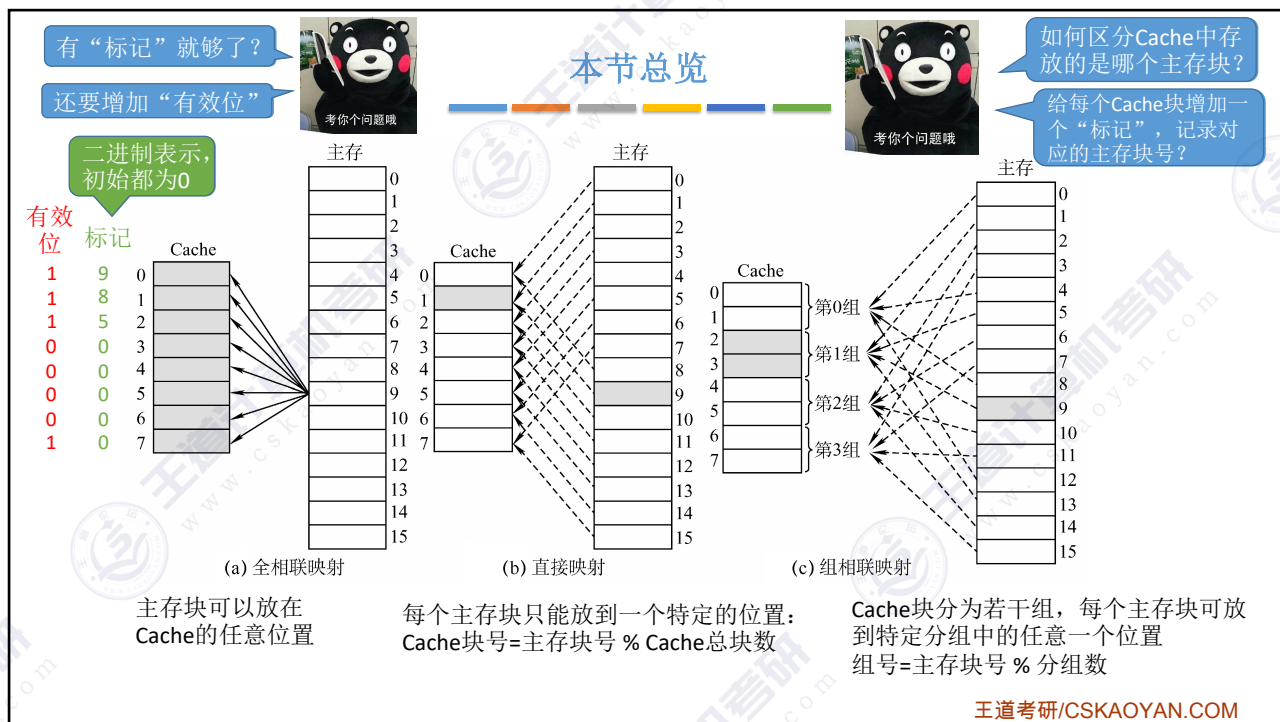 有“标记”就够了？
还要增加“有效位”
考你个问题哦
本节总览
考你个问题哦
如何区分Cache中存
放的是哪个主存块？
给每个Cache块增加一
个“标记”，记录对
应的主存块号？
二进制表示，
初始都为0
有效
位
标记
1 9
1 8
1 5
0 0
0 0
0 0
0 0
1 0
Cache
0
1
2
3
4
5
6
7
主存
0
1
2
3
4
5
6
7
8
9
10
11
12
13
14
15
(a) 全相联映射
主存块可以放在
Cache的任意位置
Cache
0
1
2
3
4
5
6
7
主存
0
1
2
3
4
5
6
7
8
9
10
11
12
13
14
15
(b) 直接映射
每个主存块只能放到一个特定的位置：
Cache块号=主存块号 % Cache总块数
Cache
0
1
2
3
4
5
6
7
第0组
第1组
第2组
第3组
主存
0
1
2
3
4
5
6
7
8
9
10
11
12
13
14
15
(c) 组相联映射
Cache块分为若干组，每个主存块可放
到特定分组中的任意一个位置
组号=主存块号 % 分组数
王道考研/CSKAOYAN.COM
王道计算机考研
www.cskaoyan.com